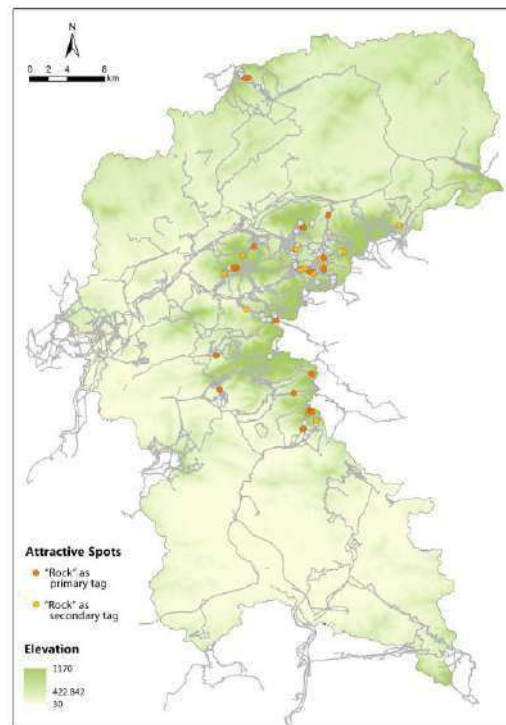 N
0 2 4 8
km
Attractive Spots
"Rock" as
primary tag
"Rock" as
secondary tag
Elevation
1170
422.842
30